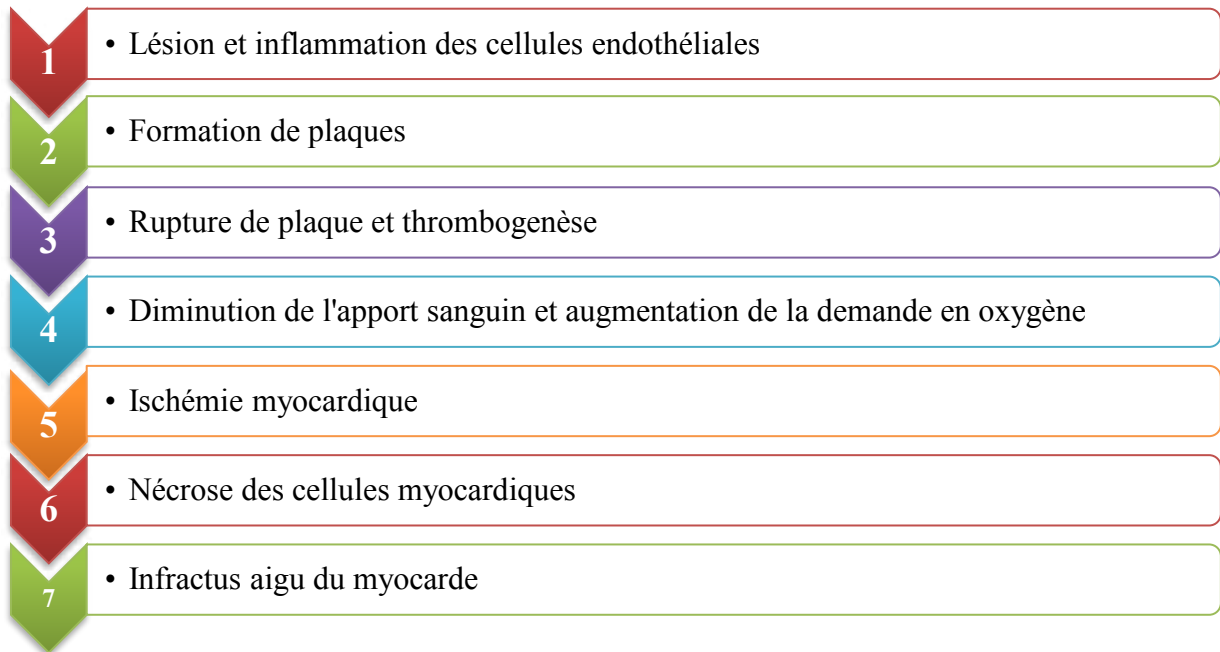 1 • Lésion et inflammation des cellules endothéliales
2 • Formation de plaques
3 • Rupture de plaque et thrombogenèse
4 • Diminution de l'apport sanguin et augmentation de la demande en oxygène
5 • Ischémie myocardique
6 • Nécrose des cellules myocardiques
7 • Infractus aigu du myocarde